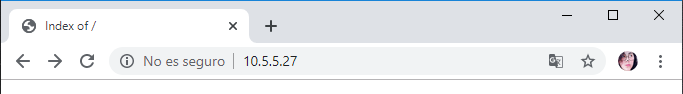 Index of /
No es seguro 10.5.5.27